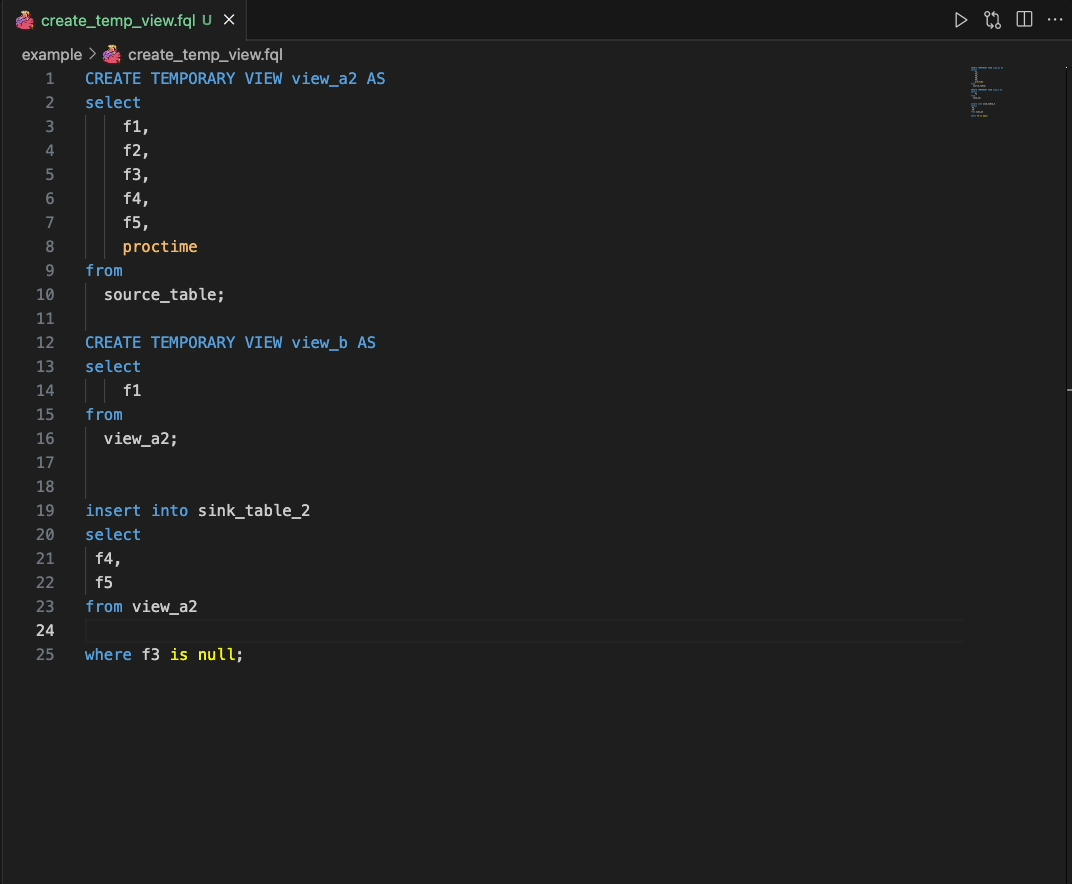 create_temp_view.fql U
example > create_temp_view.fql
1 CREATE TEMPORARY VIEW view_a2 AS
2 select
3 f1,
4 f2,
5 f3,
6 f4,
7 f5,
8 proctime
9 from
10 source_table;
11
12 CREATE TEMPORARY VIEW view_b AS
13 select
14 f1
15 from
16 view_a2;
17
18
19 insert into sink_table_2
20 select
21 f4,
22 f5
23 from view_a2
24
25 where f3 is null;